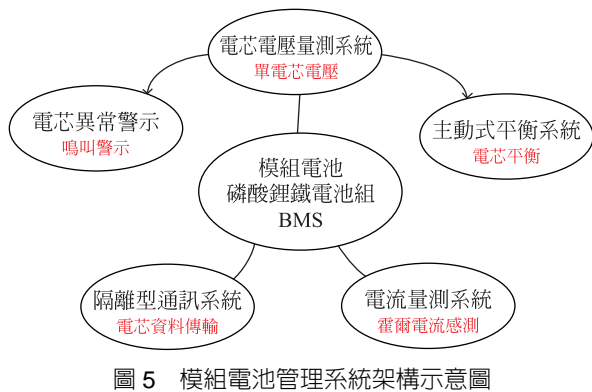 電芯電壓量測系統
單電芯電壓
電芯異常警示
鳴叫警示
主動式平衡系統
電芯平衡
模組電池
磷酸鋰鐵電池組
BMS
隔離型通訊系統
電芯資料傳輸
電流量測系統
霍爾電流感測
圖 5 模組電池管理系統架構示意圖